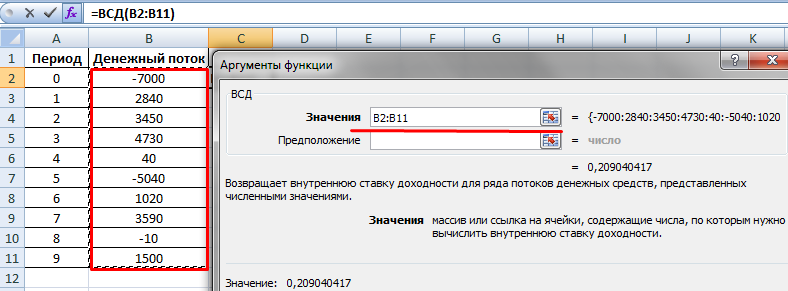 =ВСД(B2:B11)
A B C D E F G H I J K
1 Период Денежный поток
2 0 -7000
3 1 2840
4 2 3450
5 3 4730
6 4 40
7 5 -5040
8 6 1020
9 7 3590
10 8 -10
11 9 1500
12
Аргументы функции
ВСД
Значения B2:B11 = {-7000:2840:3450:4730:40:-5040:1020
Предположение = число
= 0,209040417
Возвращает внутреннюю ставку доходности для ряда потоков денежных средств, представленных
численными значениями.
Значения массив или ссылка на ячейки, содержащие числа, по которым нужно
вычислить внутреннюю ставку доходности.
Значение: 0,209040417